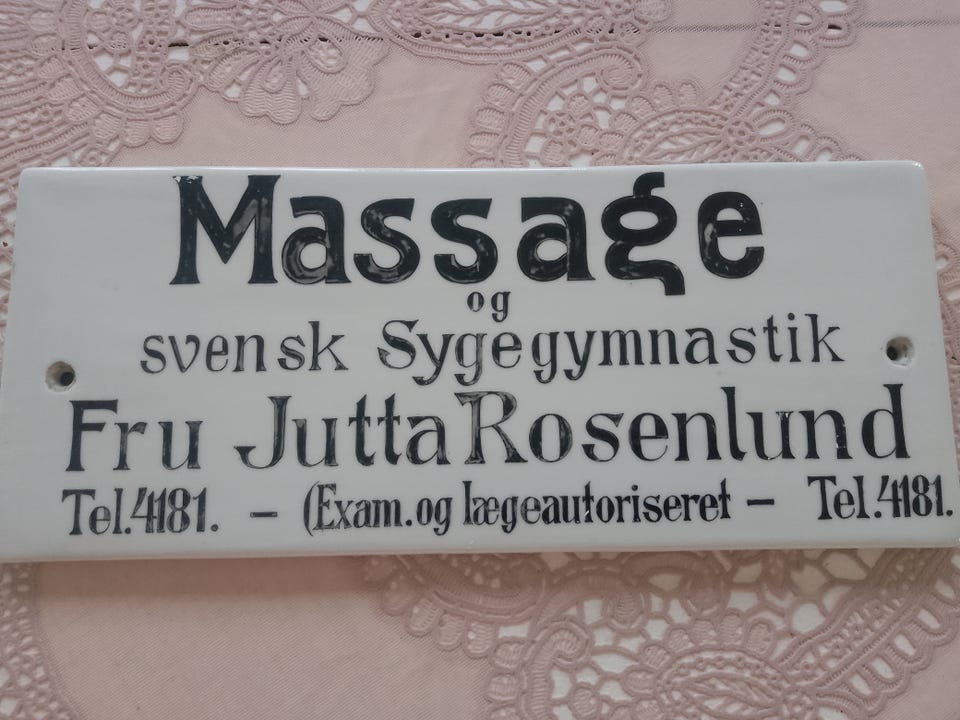 Massage
og
svensk Sygegymnastik
Fru Jutta Rosenlund
Tel.4181. – (Exam.og lægeautoriseret – Tel.4181.